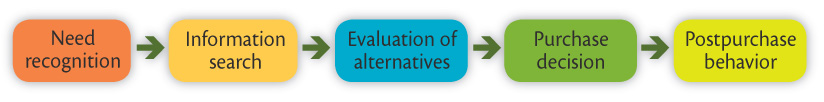 Need
recognition
Information
search
Evaluation of
alternatives
Purchase
decision
Postpurchase
behavior